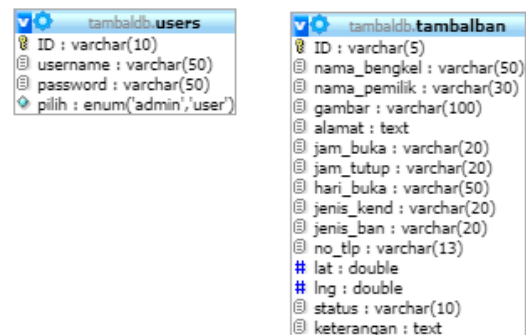 tambaldb.users
ID : varchar(10)
username : varchar(50)
password : varchar(50)
pilih : enum('admin','user')
tambaldb.tambalban
ID : varchar(5)
nama_bengkel : varchar(50)
nama_pemilik : varchar(30)
gambar : varchar(100)
alamat : text
jam_buka : varchar(20)
jam_tutup : varchar(20)
hari_buka : varchar(50)
jenis_kend : varchar(20)
jenis_ban : varchar(20)
no_tlp : varchar(13)
# lat : double
# lng : double
status : varchar(10)
keterangan : text